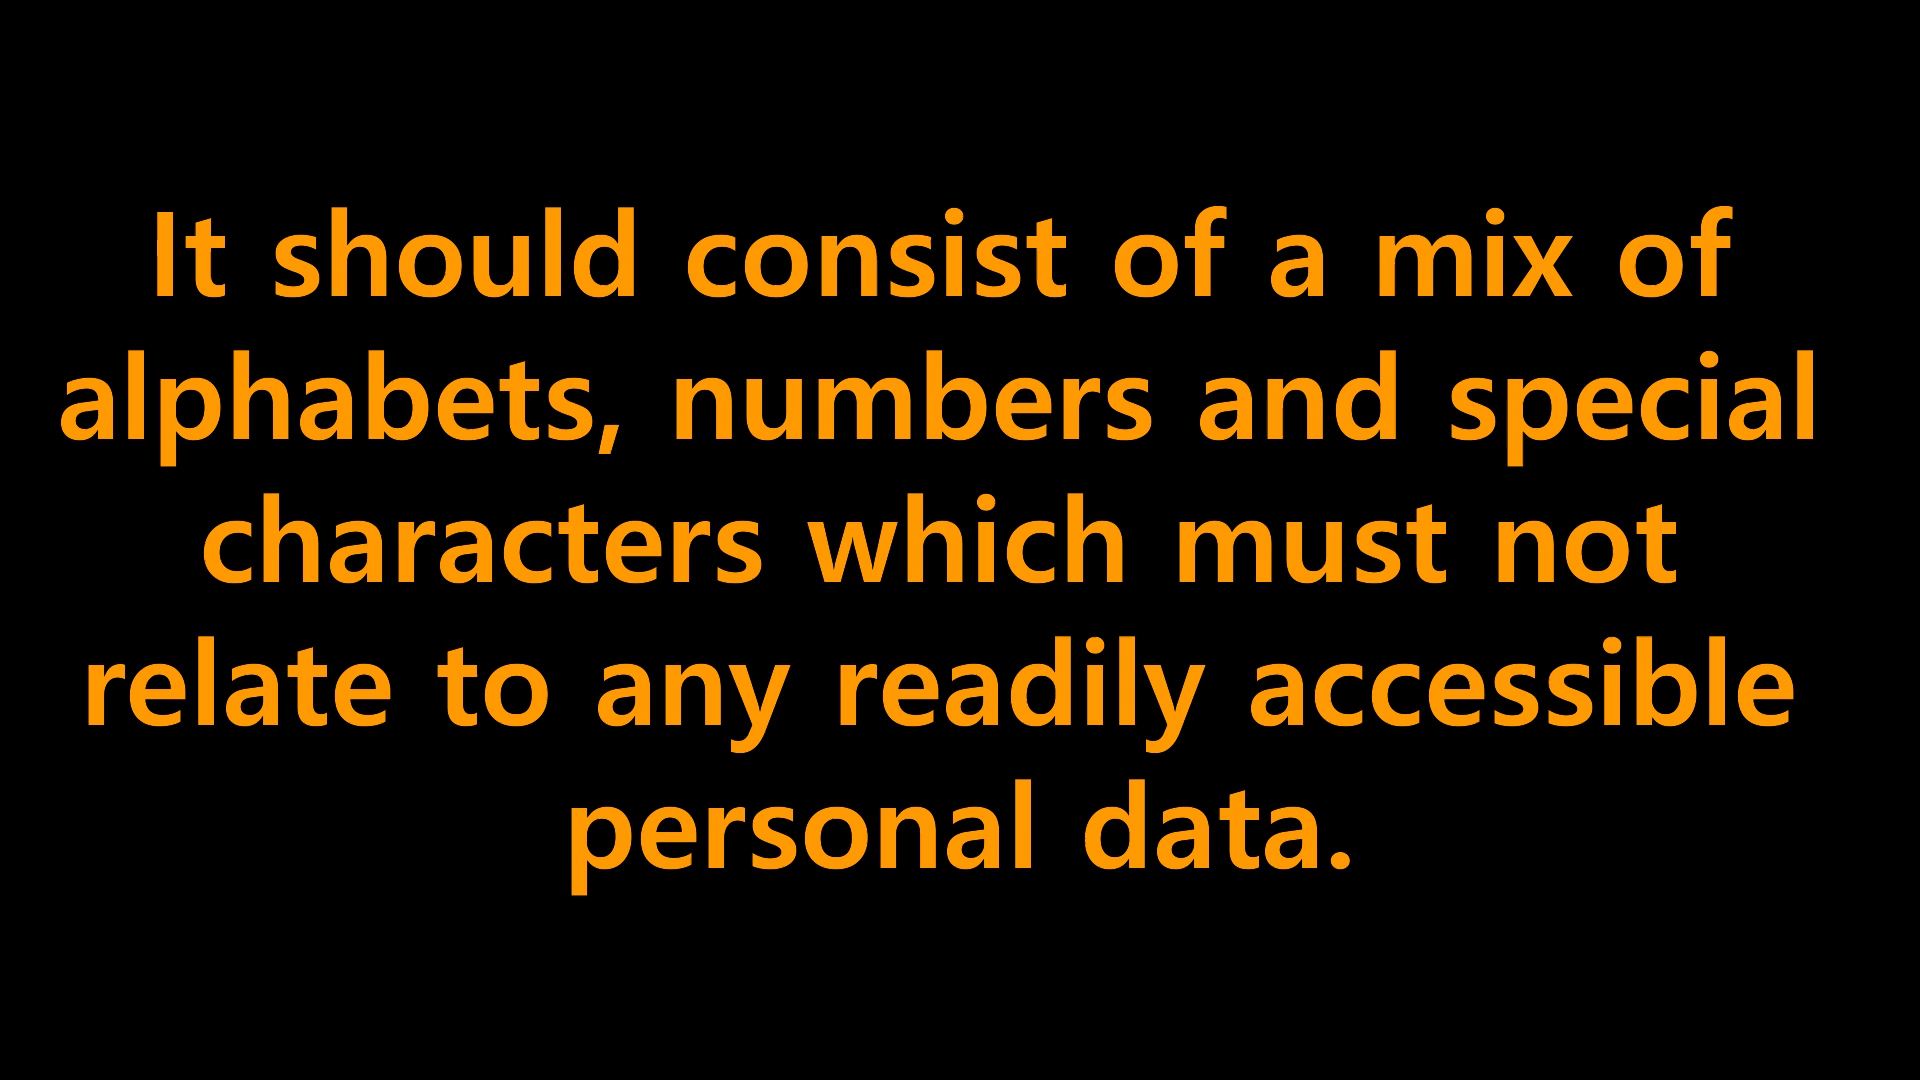 It should consist of a mix of
alphabets, numbers and special
characters which must not
relate to any readily accessible
personal data.